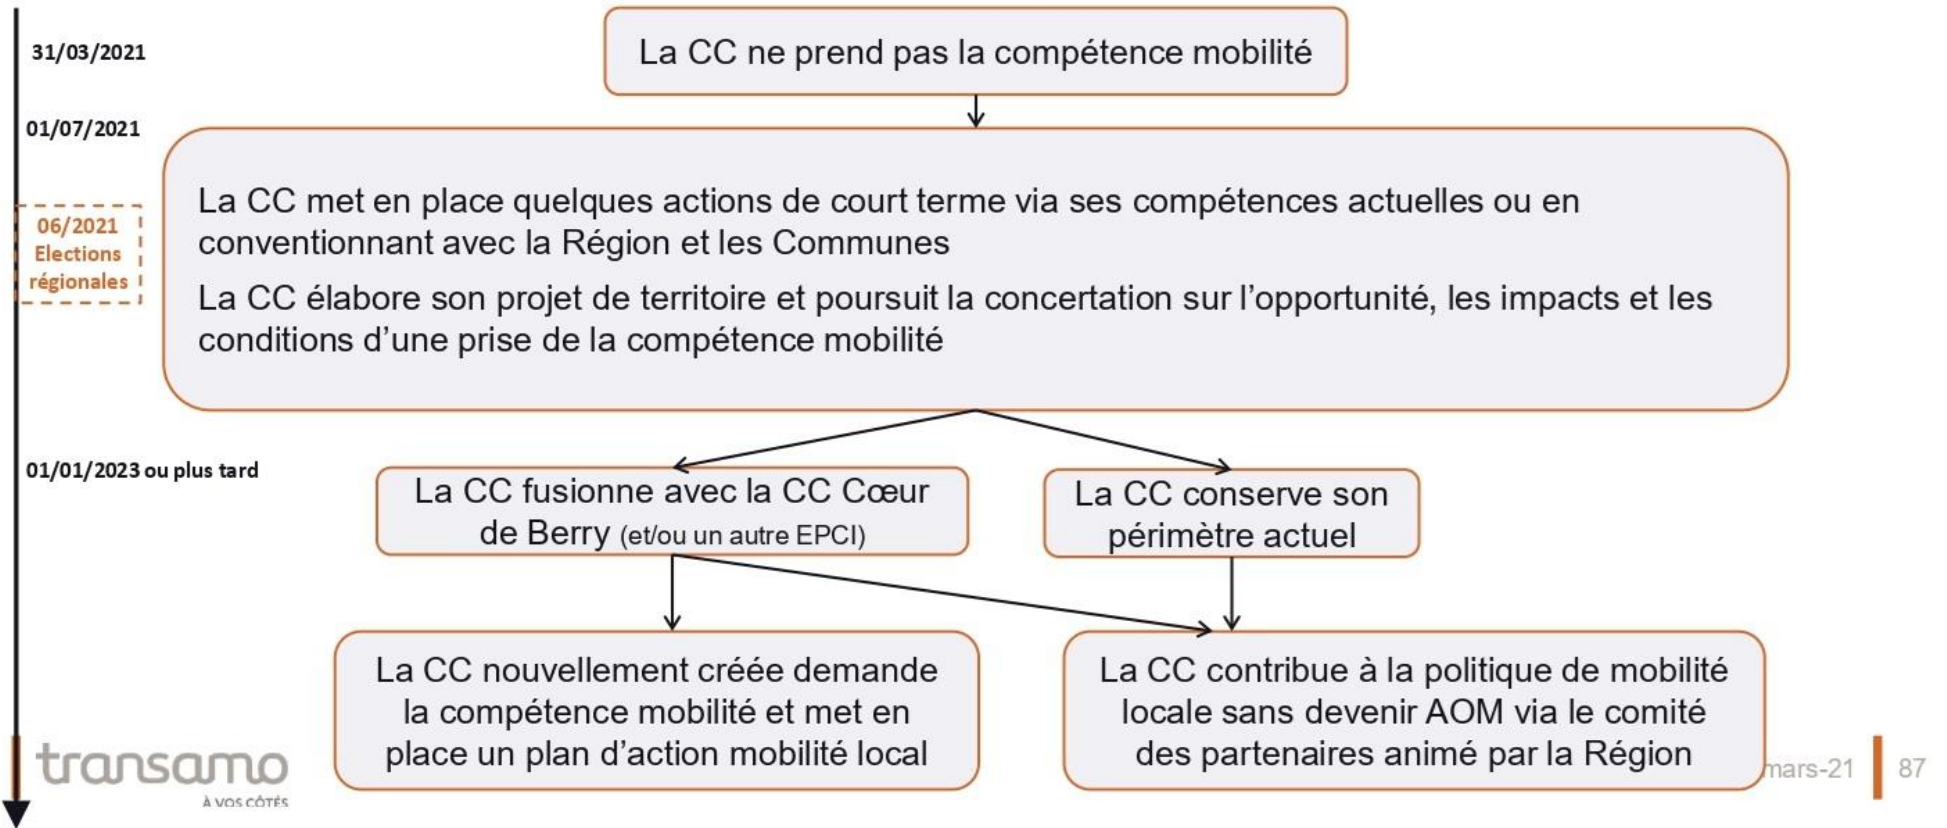 31/03/2021
La CC ne prend pas la compétence mobilité
01/07/2021
La CC met en place quelques actions de court terme via ses compétences actuelles ou en
conventionnant avec la Région et les Communes
La CC élabore son projet de territoire et poursuit la concertation sur l’opportunité, les impacts et les
conditions d’une prise de la compétence mobilité
06/2021
Elections
régionales
01/01/2023 ou plus tard
La CC fusionne avec la CC Cœur
de Berry (et/ou un autre EPCI)
La CC conserve son
périmètre actuel
La CC nouvellement créée demande
la compétence mobilité et met en
place un plan d’action mobilité local
La CC contribue à la politique de mobilité
locale sans devenir AOM via le comité
des partenaires animé par la Région
transamo
À VOS CÔTÉS
mars-21
87